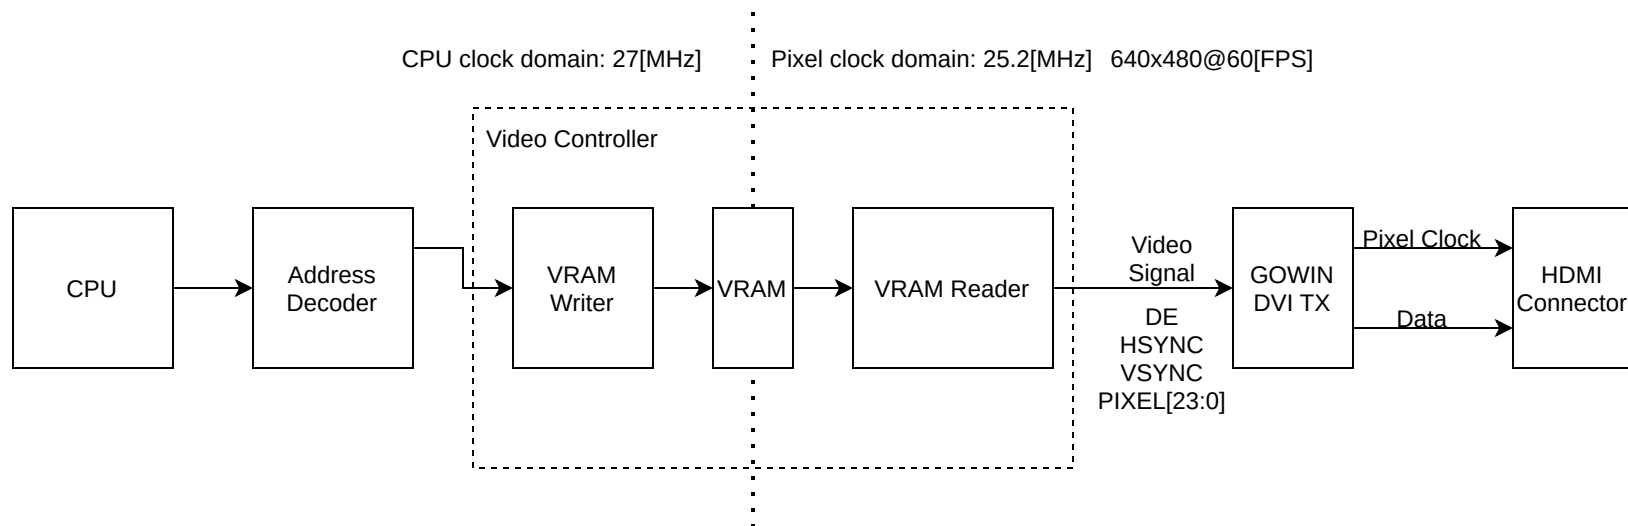 CPU clock domain: 27[MHz]
Pixel clock domain: 25.2[MHz]
640x480@60[FPS]
Video Controller
CPU
Address
Decoder
VRAM
Writer
VRAM
VRAM Reader
Video
Signal
DE
HSYNC
VSYNC
PIXEL[23:0]
GOWIN
DVI TX
Pixel Clock
Data
HDMI
Connector